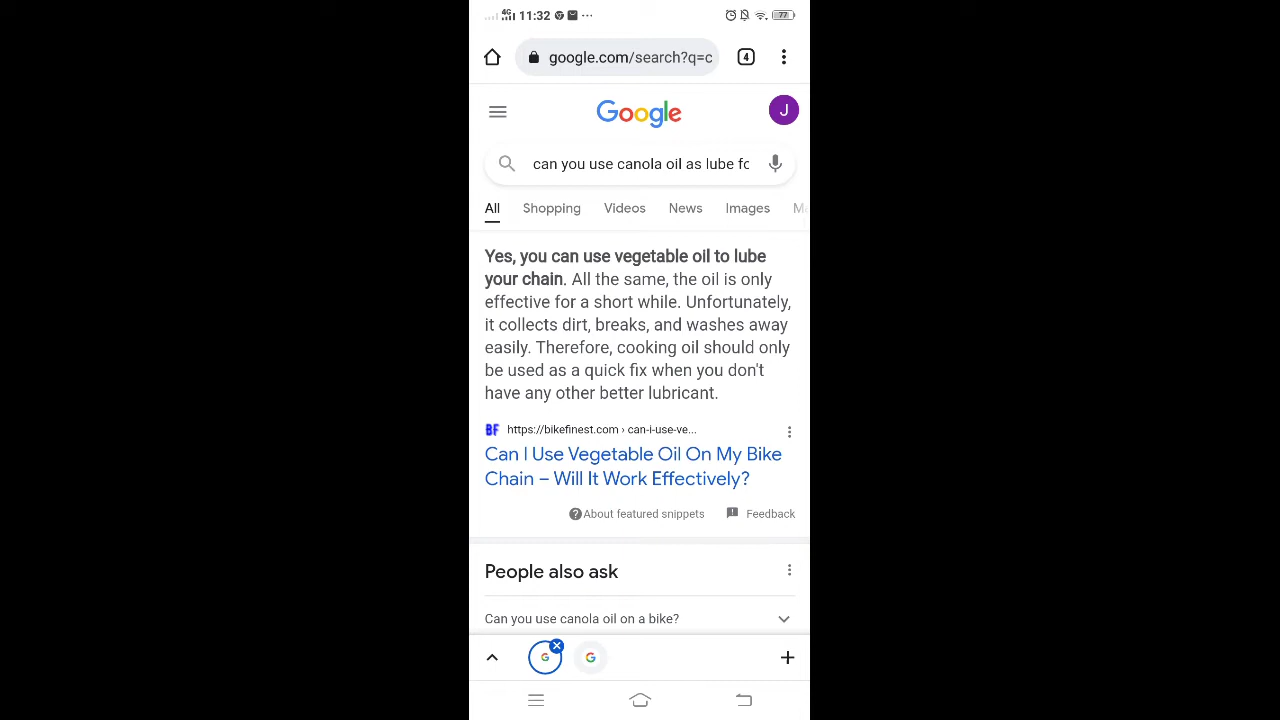 4G 11:32 ... 77
google.com/search?q=c 4
Google J
can you use canola oil as lube fo
All Shopping Videos News Images M
Yes, you can use vegetable oil to lube
your chain. All the same, the oil is only
effective for a short while. Unfortunately,
it collects dirt, breaks, and washes away
easily. Therefore, cooking oil should only
be used as a quick fix when you don't
have any other better lubricant.
BF https://bikefinest.com › can-i-use-ve...
Can I Use Vegetable Oil On My Bike
Chain – Will It Work Effectively?
About featured snippets Feedback
People also ask
Can you use canola oil on a bike?
G G